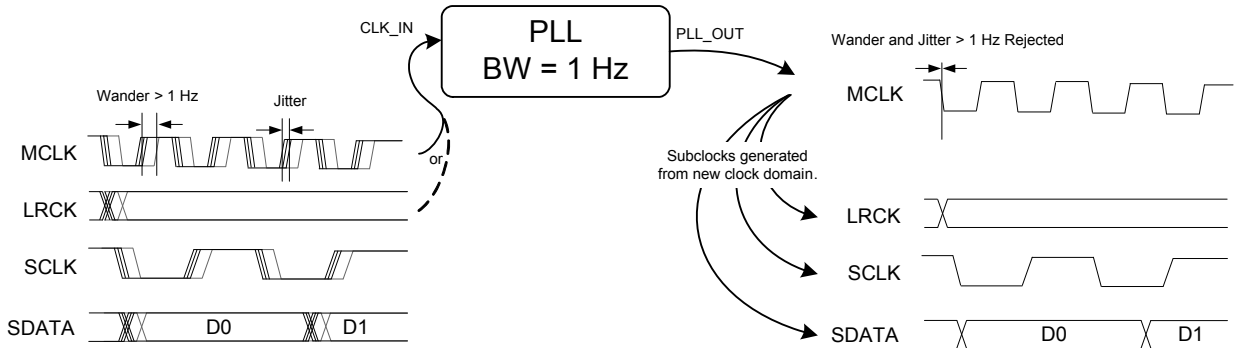 CLK_IN
PLL
BW = 1 Hz
PLL_OUT
Wander > 1 Hz
Jitter
MCLK
or
LRCK
SCLK
SDATA
D0
D1
Wander and Jitter > 1 Hz Rejected
MCLK
Subclocks generated
from new clock domain.
LRCK
SCLK
SDATA
D0
D1